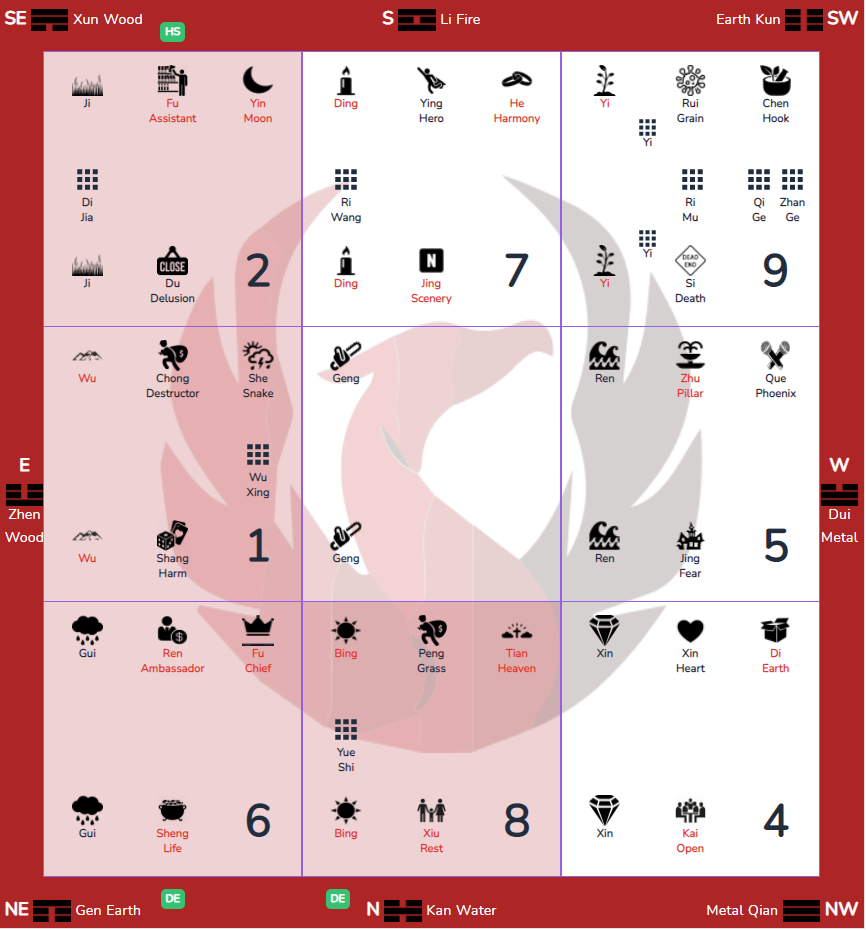 SE Xun Wood
HS
S Li Fire
Earth Kun SW
Ji
Fu
Assistant
Yin
Moon
Di
Jia
Ji
Du
Delusion
CLOSE
2
Ding
Ying
Hero
He
Harmony
Ri
Wang
Ding
N
Jing
Scenery
7
Yi
Rui
Grain
Chen
Hook
Yi
Ri
Mu
Qi
Ge
Zhan
Ge
Yi
Yi
DEAD
END
Si
Death
9
E
Zhen
Wood
Wu
Chong
Destructor
She
Snake
Wu
Xing
Wu
Shang
Harm
1
Geng
Geng
Ren
Zhu
Pillar
Que
Phoenix
Ren
Jing
Fear
5
W
Dui
Metal
Gui
Ren
Ambassador
Fu
Chief
Gui
Sheng
Life
6
Bing
Peng
Grass
Tian
Heaven
Yue
Shi
Bing
Xiu
Rest
8
Xin
Xin
Heart
Di
Earth
Xin
Kai
Open
4
NE Gen Earth
DE
DE
N Kan Water
Metal Qian NW